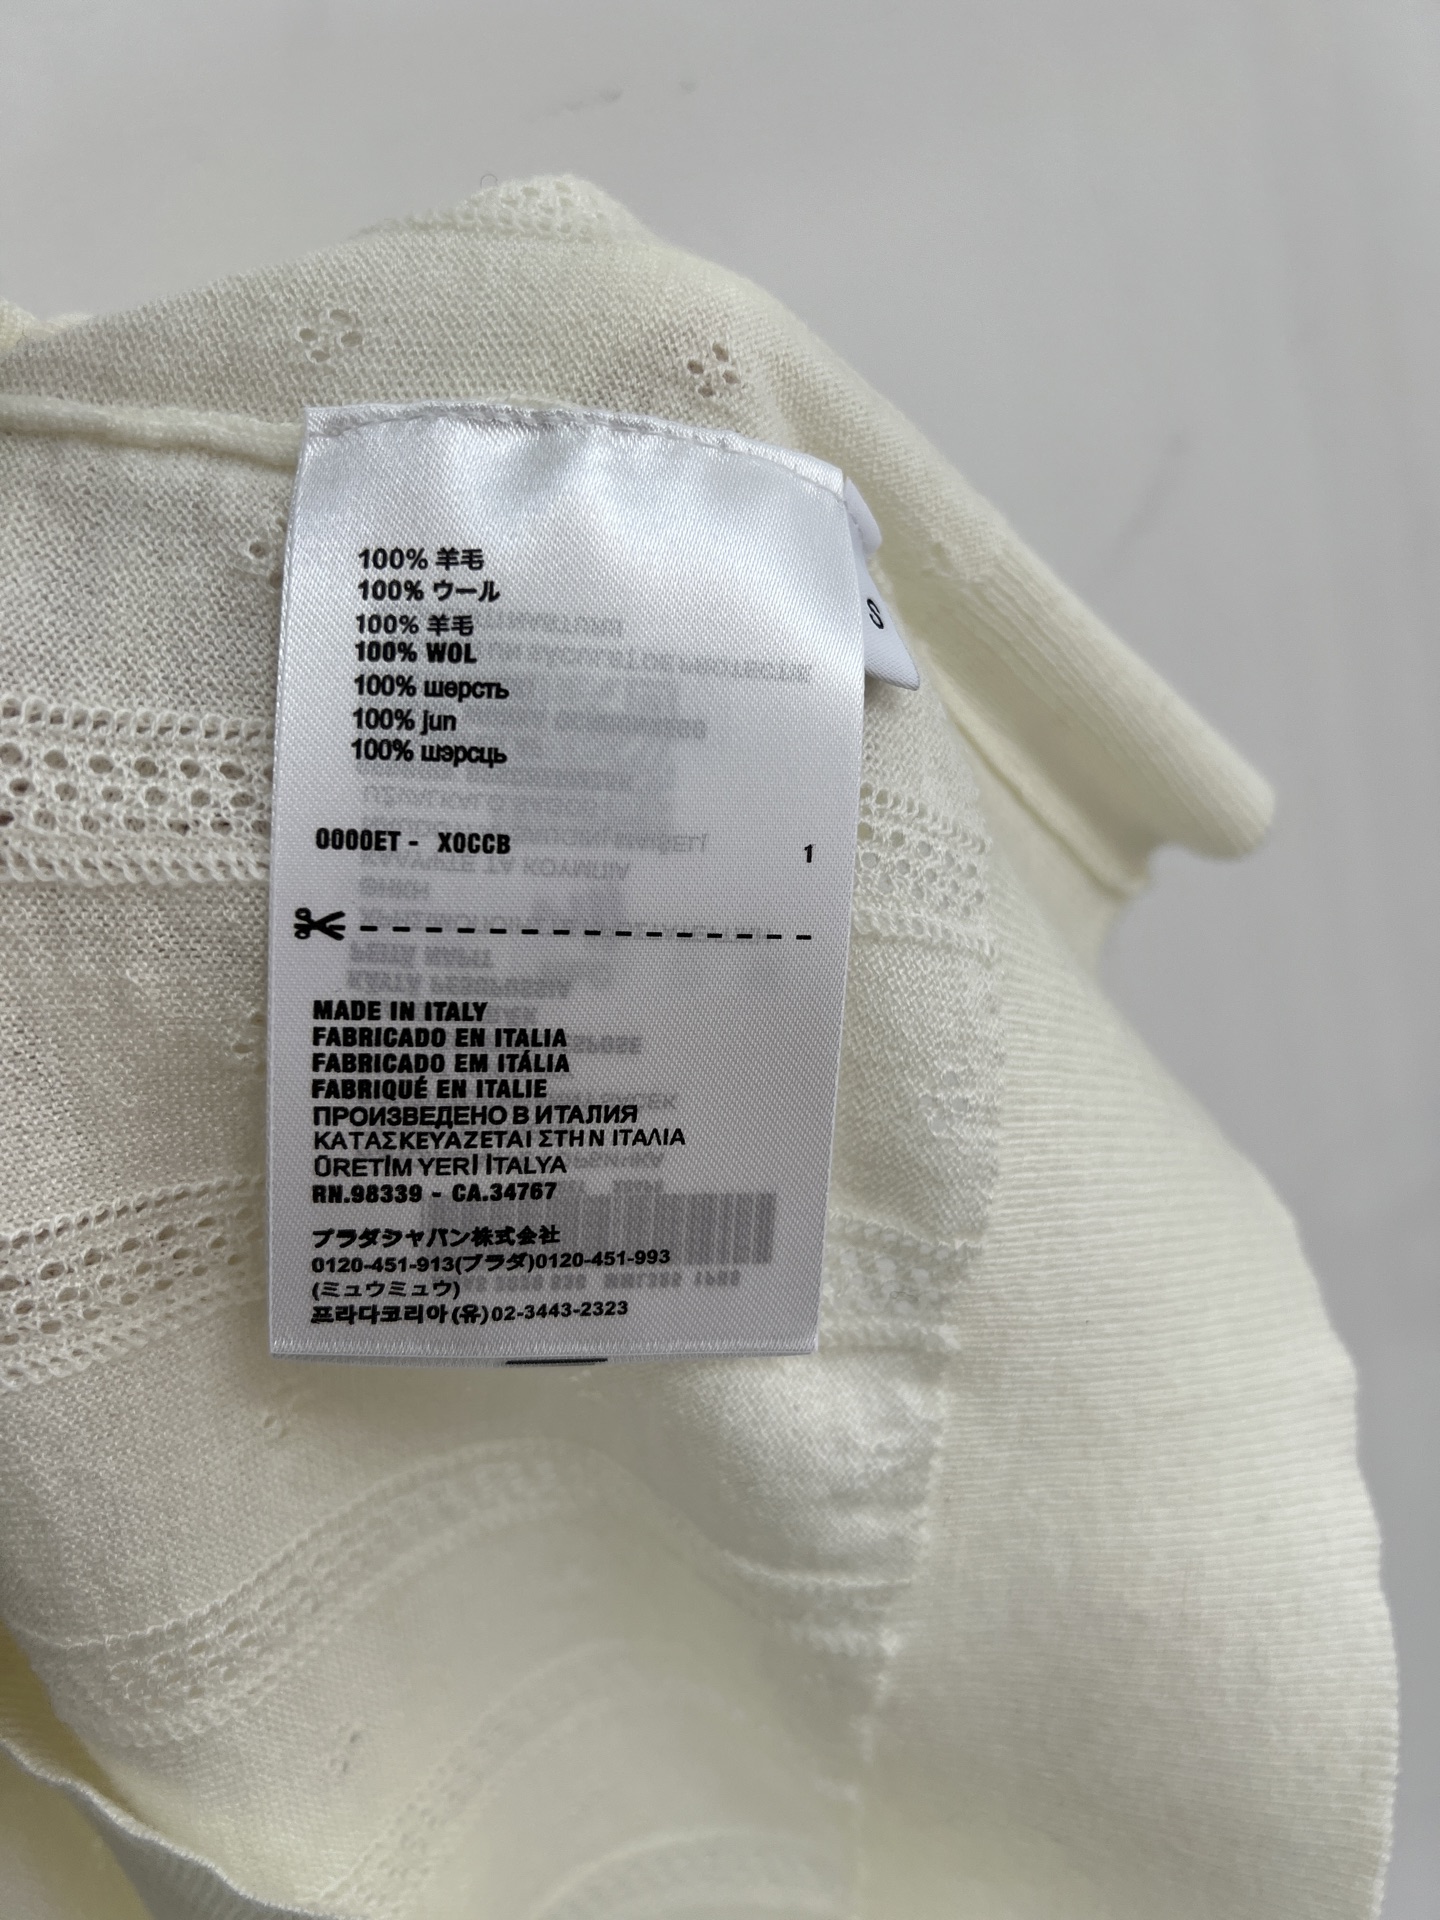 100% 羊毛
100% ウール
100% 羊毛
100% WOL
100% шерсть
100% jun
100% шэрсць
S
0000ET - X0CCB 1
MADE IN ITALY
FABRICADO EN ITALIA
FABRICADO EM ITÁLIA
FABRIQUÉ EN ITALIE
ПРОИЗВЕДЕНО В ИТАЛИЯ
ΚΑΤΑΣΚΕΥΑΖΕΤΑΙ ΣΤΗΝ ΙΤΑΛΙΑ
ÜRETİM YERİ İTALYA
RN.98339 - CA.34767
プラダジャパン株式会社
0120-451-913(プラダ)0120-451-993
(ミュウミュウ)
프라다코리아(유)02-3443-2323